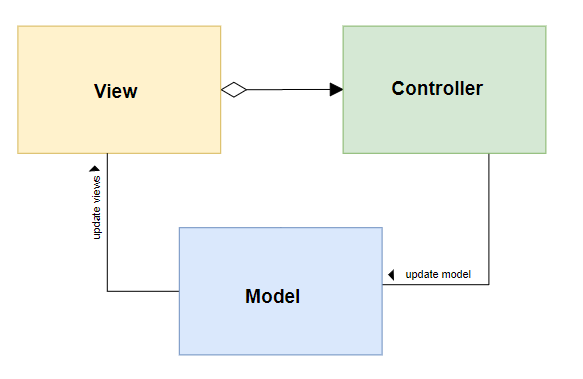 View
Controller
update views
update model
Model